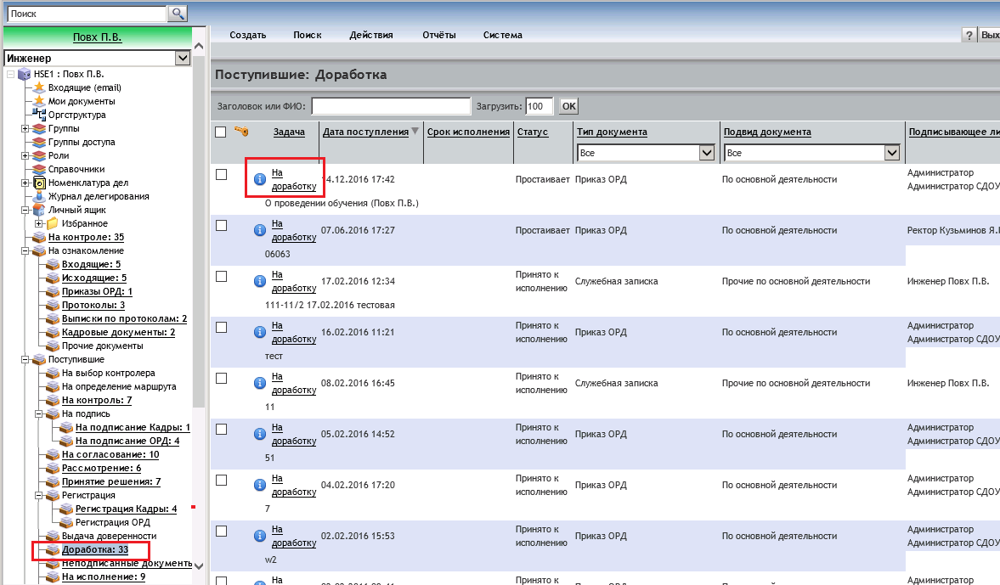 Поиск
Повх П.В.
Инженер
HSE1 : Повх П.В.
Входящие (email)
Мои документы
Оргструктура
Группы
Группы доступа
Роли
Справочники
Номенклатура дел
Журнал делегирования
Личный ящик
Избранное
На контроле: 35
На ознакомление
Входящие: 5
Исходящие: 5
Приказы ОРД: 1
Протоколы: 3
Выписки по протоколам: 2
Кадровые документы: 2
Прочие документы
Поступившие
На выбор контролера
На определение маршрута
На контроль: 7
На подпись
На подписание Кадры: 1
На подписание ОРД: 4
На согласование: 10
Рассмотрение: 6
Принятие решения: 7
Регистрация
Регистрация Кадры: 4
Регистрация ОРД
Выдача доверенности
Доработка: 33
Неподписанные документы
На исполнение: 9
Создать Поиск Действия Отчёты Система ? Вых
Поступившие: Доработка
Заголовок или ФИО: Загрузить: 100 OK
Задача Дата поступления Срок исполнения Статус Тип документа Подвид документа Подписывающее ли
Все Все
На доработку 14.12.2016 17:42 Простаивает Приказ ОРД По основной деятельности Администратор
Администратор СДОУ
О проведении обучения (Повх П.В.)
На доработку 07.06.2016 17:27 Простаивает Приказ ОРД По основной деятельности Ректор Кузьминов Я.
06063
На доработку 17.02.2016 12:34 Принято к исполнению Служебная записка Прочие по основной деятельности Инженер Повх П.В.
111-11/2 17.02.2016 тестовая
На доработку 16.02.2016 11:21 Принято к исполнению Приказ ОРД По основной деятельности Администратор
Администратор СДОУ
тест
На доработку 08.02.2016 16:45 Принято к исполнению Служебная записка Прочие по основной деятельности Инженер Повх П.В.
11
На доработку 05.02.2016 14:52 Принято к исполнению Приказ ОРД По основной деятельности Администратор
Администратор СДОУ
51
На доработку 04.02.2016 17:20 Принято к исполнению Приказ ОРД По основной деятельности Администратор
Администратор СДОУ
7
На доработку 02.02.2016 15:53 Принято к исполнению Приказ ОРД По основной деятельности Администратор
Администратор СДОУ
w2
На Принято к Администратор